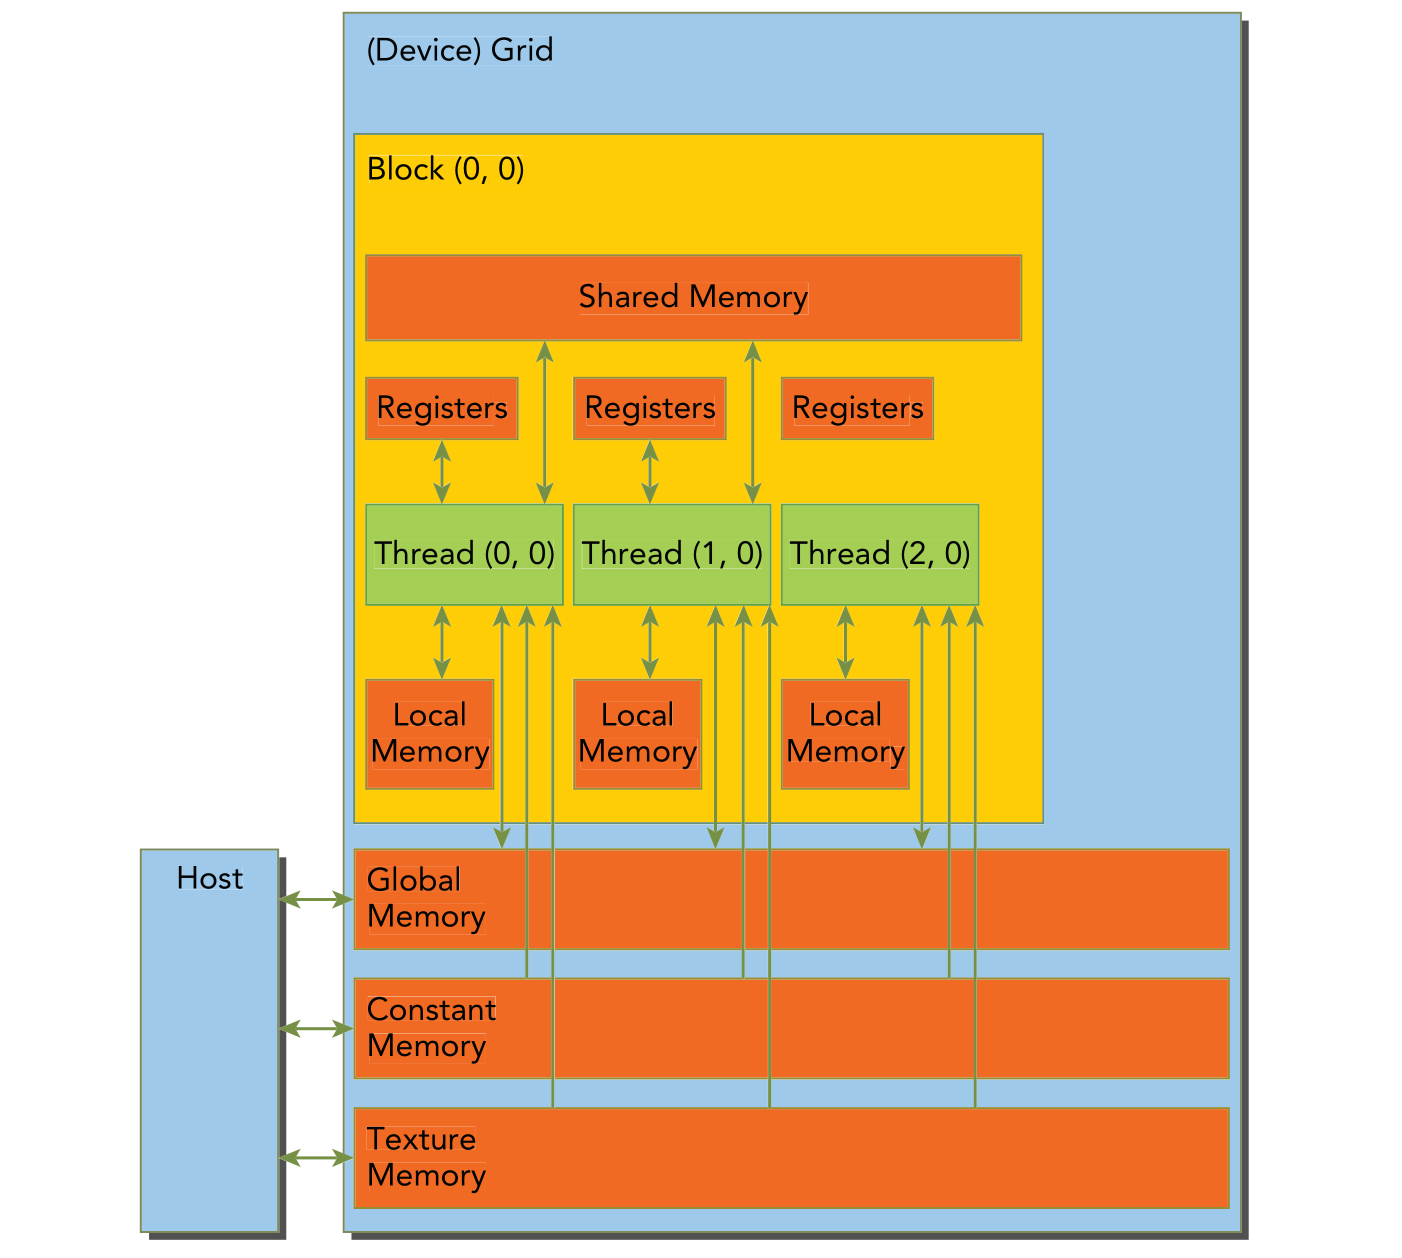 (Device) Grid
Block (0, 0)
Shared Memory
Registers
Registers
Registers
Thread (0, 0)
Thread (1, 0)
Thread (2, 0)
Local
Memory
Local
Memory
Local
Memory
Host
Global
Memory
Constant
Memory
Texture
Memory